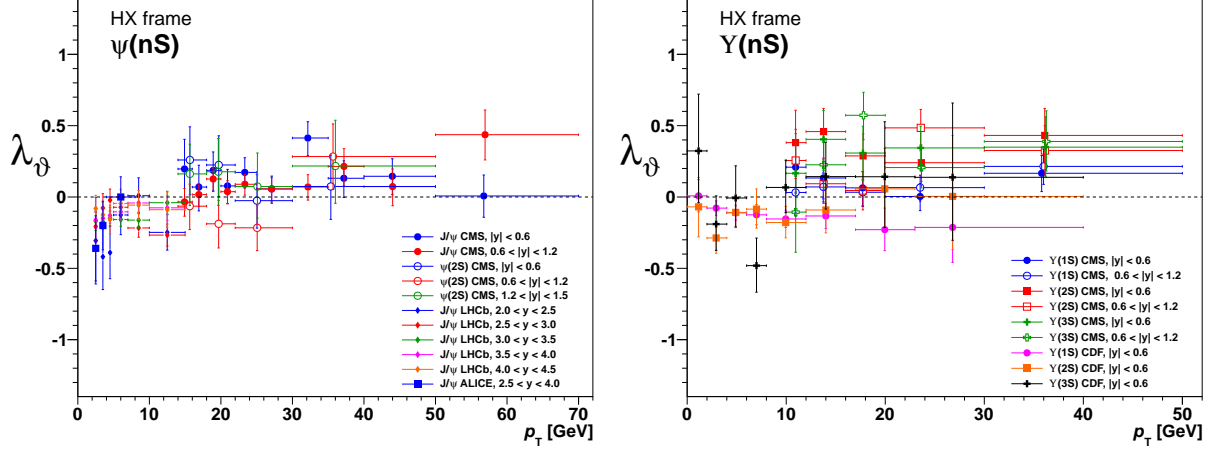 HX frame
ψ(nS)
1
0.5
0
-0.5
-1
λϑ
0 10 20 30 40 50 60 70
p_T [GeV]
J/ψ CMS, |y| < 0.6
J/ψ CMS, 0.6 < |y| < 1.2
ψ(2S) CMS, |y| < 0.6
ψ(2S) CMS, 0.6 < |y| < 1.2
ψ(2S) CMS, 1.2 < |y| < 1.5
J/ψ LHCb, 2.0 < y < 2.5
J/ψ LHCb, 2.5 < y < 3.0
J/ψ LHCb, 3.0 < y < 3.5
J/ψ LHCb, 3.5 < y < 4.0
J/ψ LHCb, 4.0 < y < 4.5
J/ψ ALICE, 2.5 < y < 4.0
HX frame
ϒ(nS)
1
0.5
0
-0.5
-1
λϑ
0 10 20 30 40 50
p_T [GeV]
ϒ(1S) CMS, |y| < 0.6
ϒ(1S) CMS, 0.6 < |y| < 1.2
ϒ(2S) CMS, |y| < 0.6
ϒ(2S) CMS, 0.6 < |y| < 1.2
ϒ(3S) CMS, |y| < 0.6
ϒ(3S) CMS, 0.6 < |y| < 1.2
ϒ(1S) CDF, |y| < 0.6
ϒ(2S) CDF, |y| < 0.6
ϒ(3S) CDF, |y| < 0.6